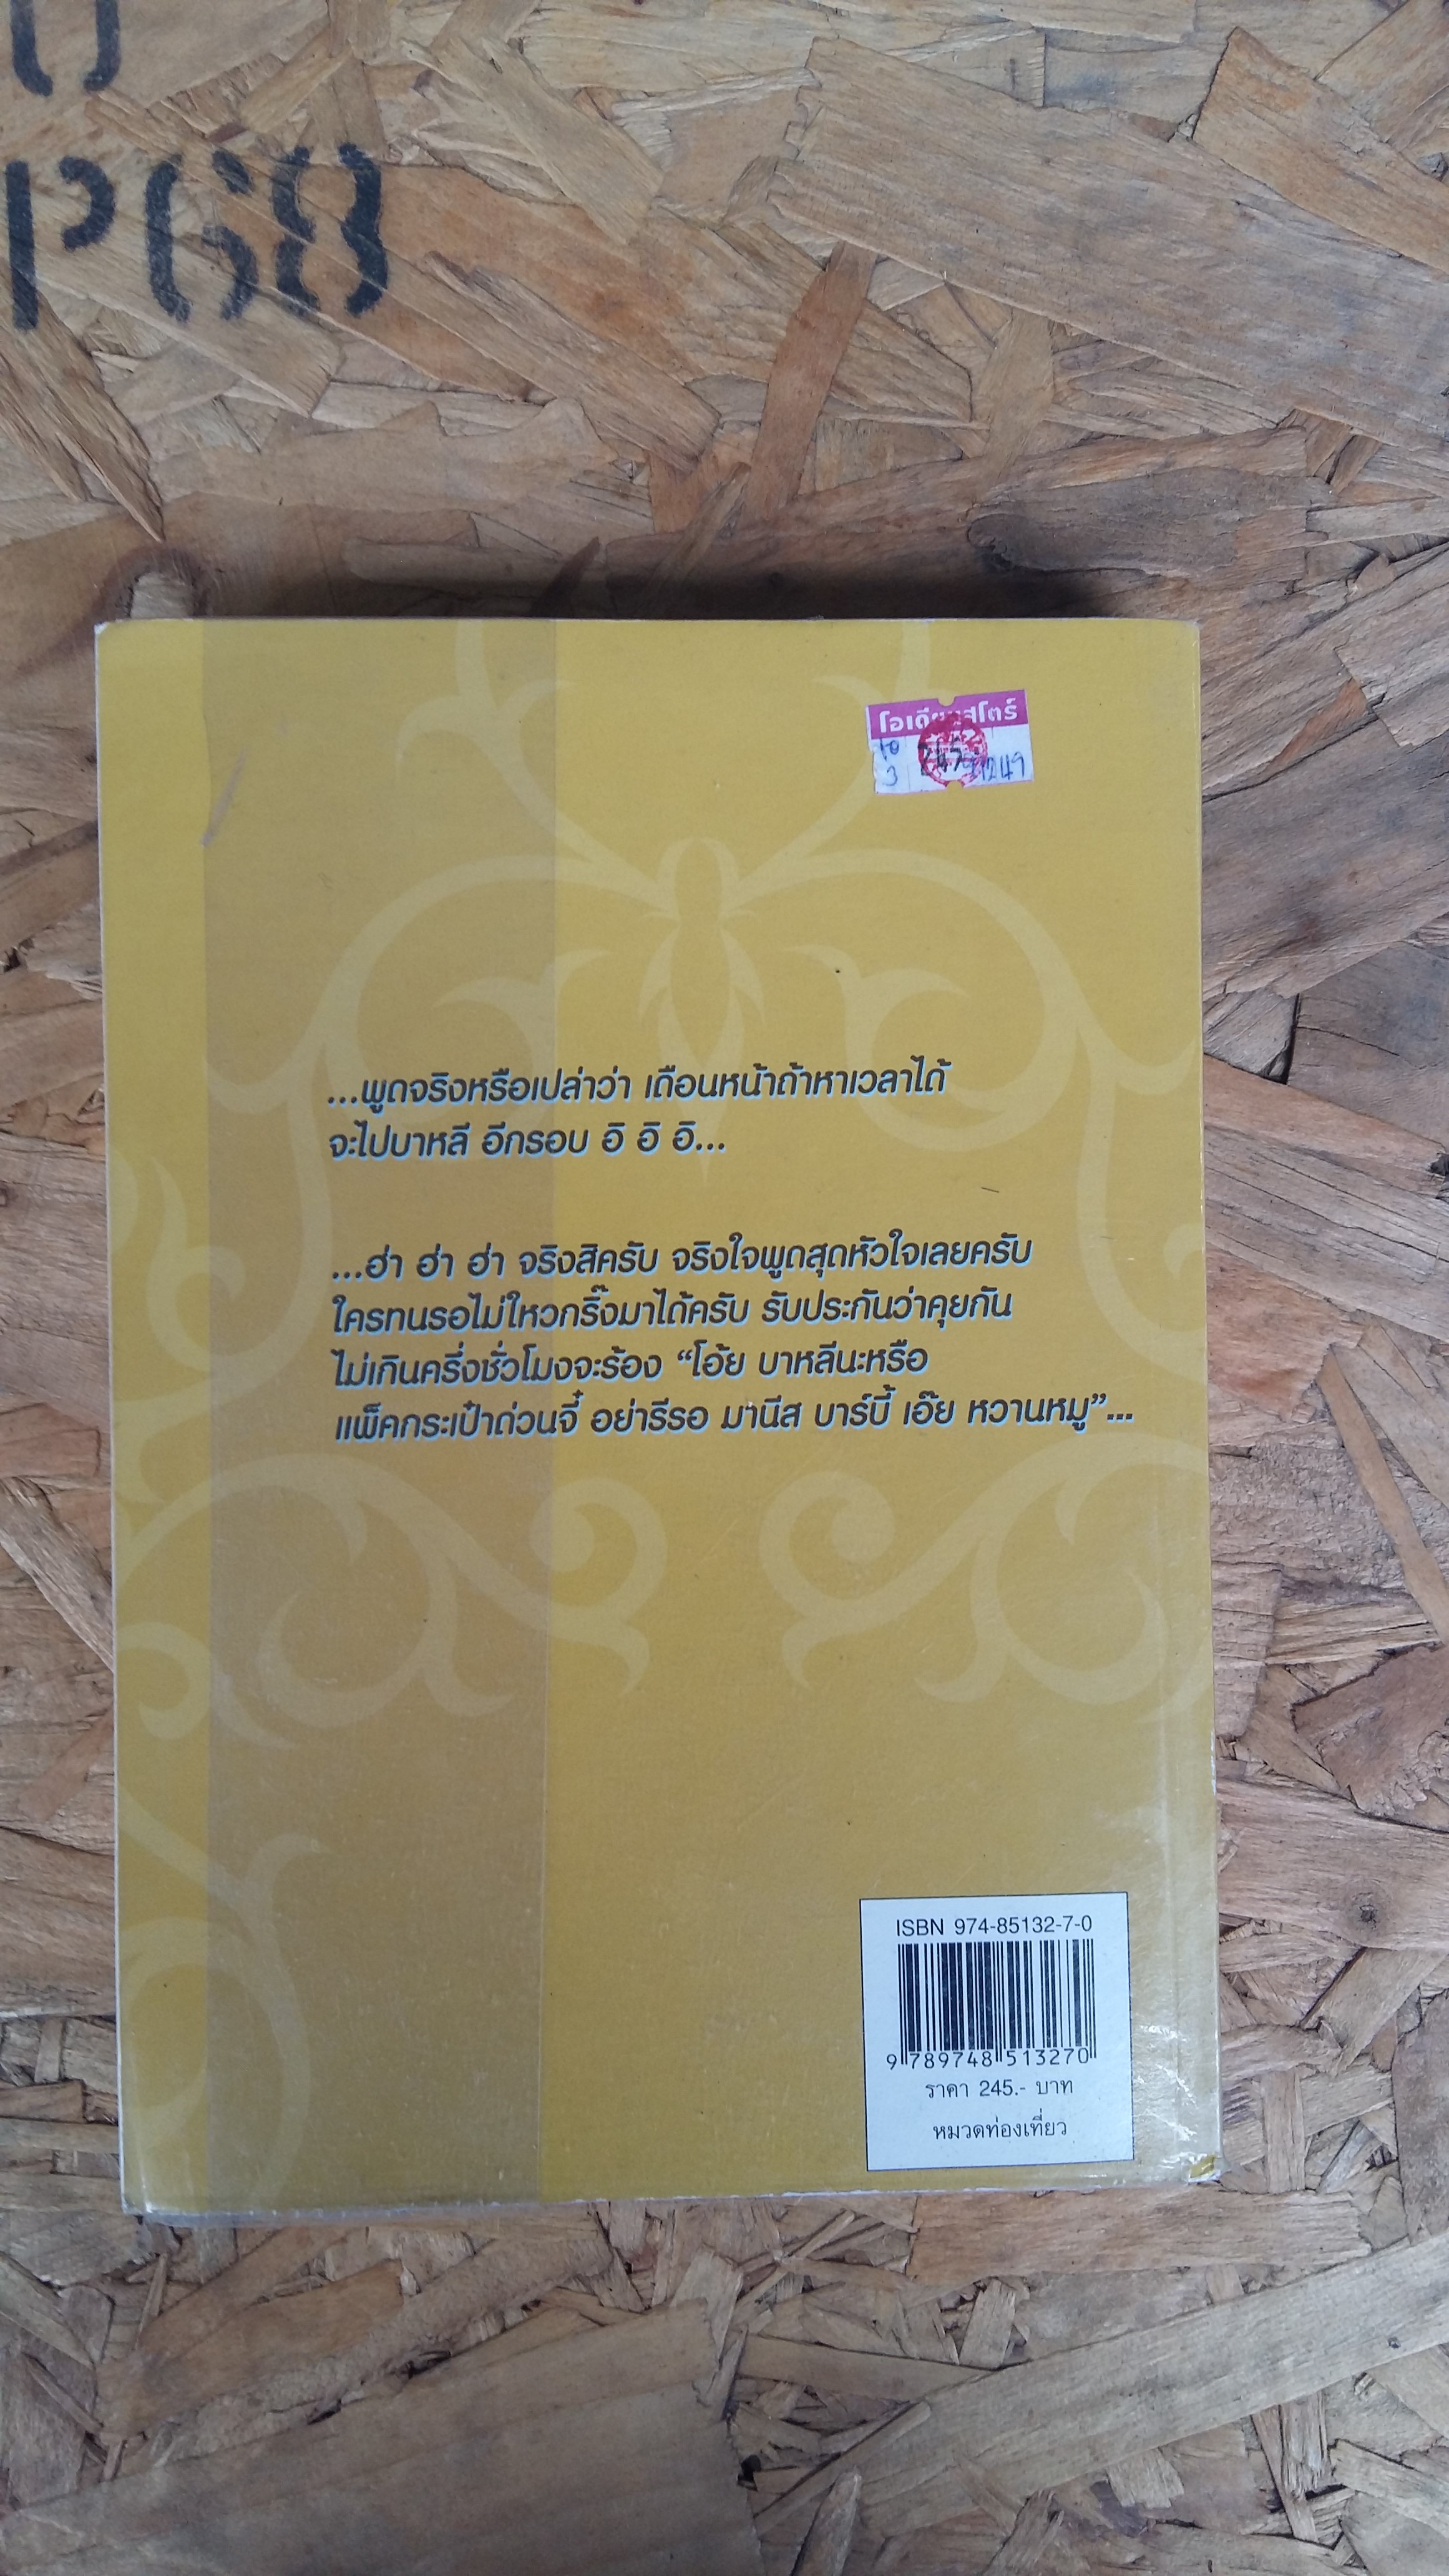 P68
โอเดียนสโตร์
...พูดจริงหรือเปล่าว่า เดือนหน้าถ้าหาเวลาได้
จะไปบาหลี อีกรอบ อิ อิ อิ...
...ฮ่า ฮ่า ฮ่า จริงสิครับ จริงใจพูดสุดหัวใจเลยครับ
ใครทนรอไม่ไหวกริ๊งมาได้ครับ รับประกันว่าคุยกัน
ไม่เกินครึ่งชั่วโมงจะร้อง “โอ้ย บาหลีนะหรือ
แพ็คกระเป๋าด่วนจี๋ อย่ารีรอ มานีส บาร์บี้ เอ๊ย หวานหมู”...
ISBN 974-85132-7-0
9 789748 513270
ราคา 245.- บาท
หมวดท่องเที่ยว